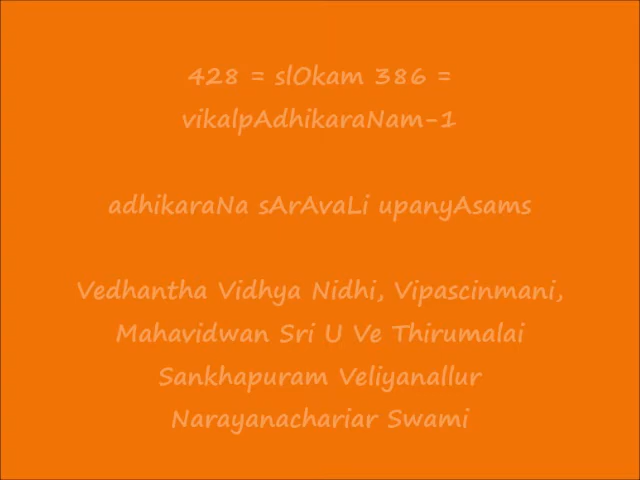 428 = slOkam 386 =
vikalpAdhikaraNam-1
adhikaraNa sArAvaLi upanyAsams
Vedhantha Vidhya Nidhi, Vipascinmani,
Mahavidwan Sri U Ve Thirumalai
Sankhapuram Veliyanallur
Narayanachariar Swami